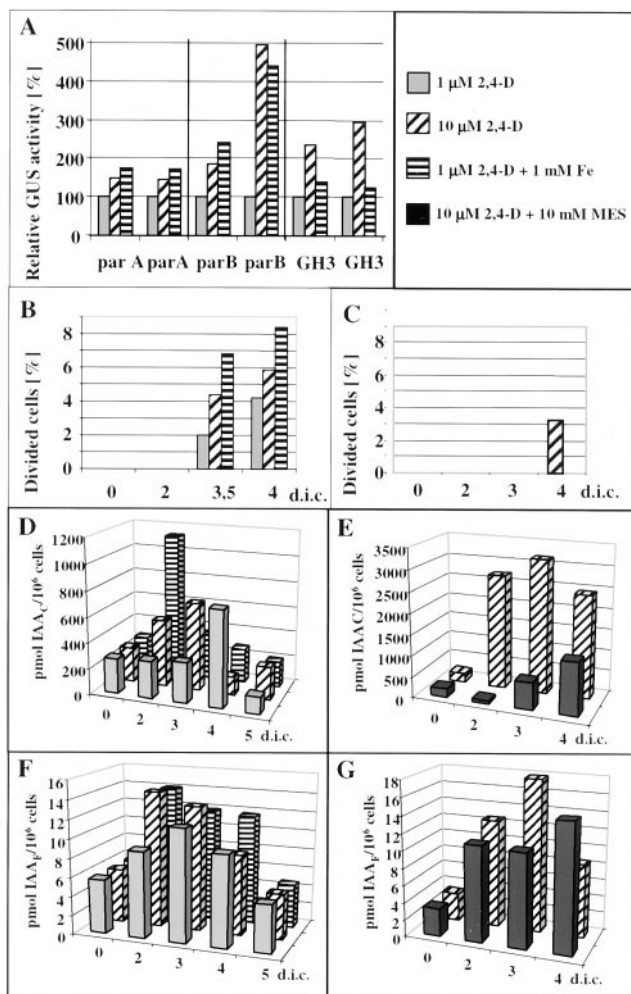 A
Relative GUS activity [%]
500
400
300
200
100
0
par A parA parB parB GH3 GH3
1 µM 2,4-D
10 µM 2,4-D
1 µM 2,4-D + 1 mM Fe
10 µM 2,4-D + 10 mM MES
B
Divided cells [%]
8
6
4
2
0
0 2 3,5 4 d.i.c.
C
Divided cells [%]
8
6
4
2
0
0 2 3 4 d.i.c.
D
pmol IAAC/10⁶ cells
1200
1000
800
600
400
200
0
0 2 3 4 5 d.i.c.
E
pmol IAAC/10⁶ cells
3500
3000
2500
2000
1500
1000
500
0
0 2 3 4 d.i.c.
F
pmol IAAF/10⁶ cells
16
14
12
10
8
6
4
2
0
0 2 3 4 5 d.i.c.
G
pmol IAAF/10⁶ cells
18
16
14
12
10
8
6
4
2
0
0 2 3 4 d.i.c.